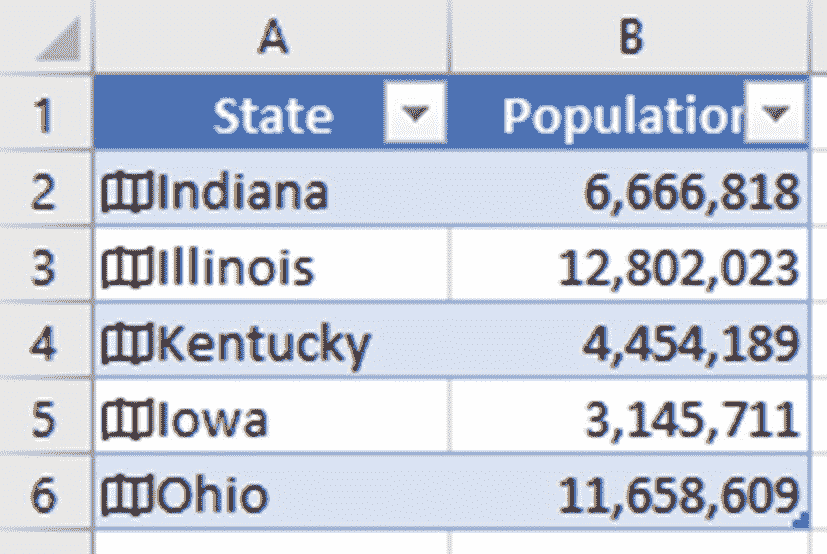 A B
1 State Population
2 Indiana 6,666,818
3 Illinois 12,802,023
4 Kentucky 4,454,189
5 Iowa 3,145,711
6 Ohio 11,658,609